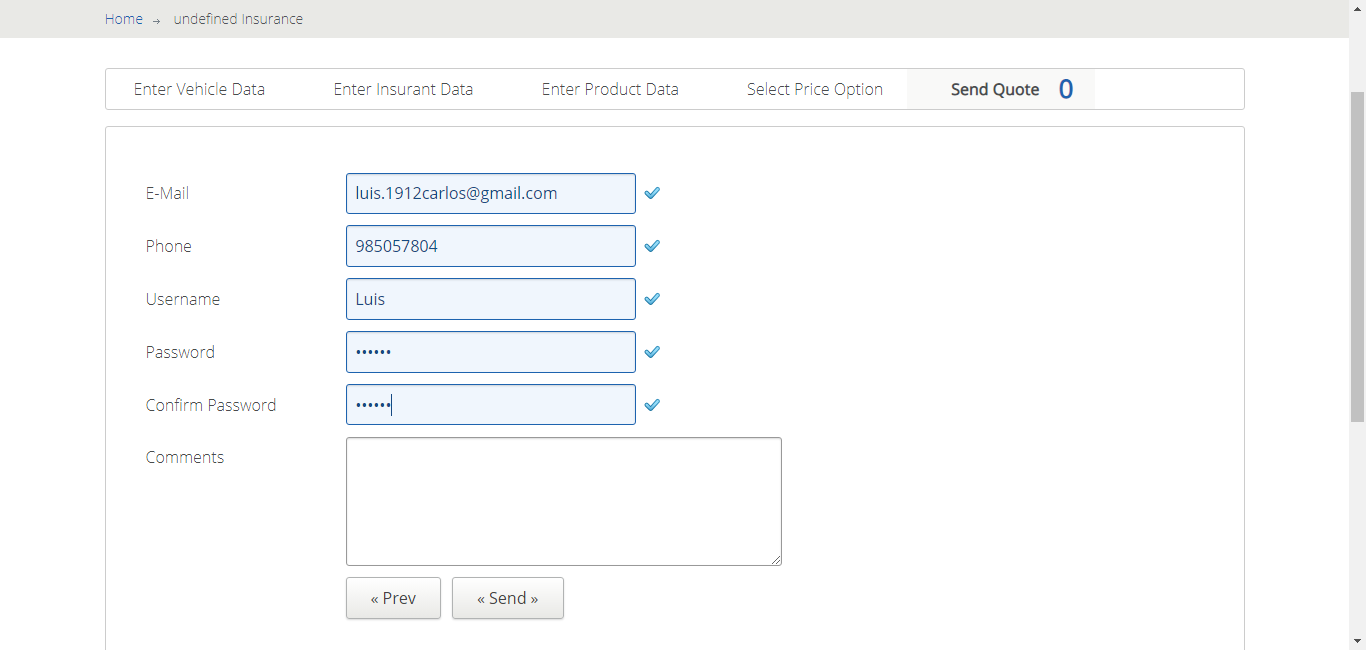 Home → undefined Insurance
Enter Vehicle Data Enter Insurant Data Enter Product Data Select Price Option Send Quote 0
E-Mail luis.1912carlos@gmail.com
Phone 985057804
Username Luis
Password ••••••
Confirm Password ••••••
Comments
« Prev « Send »